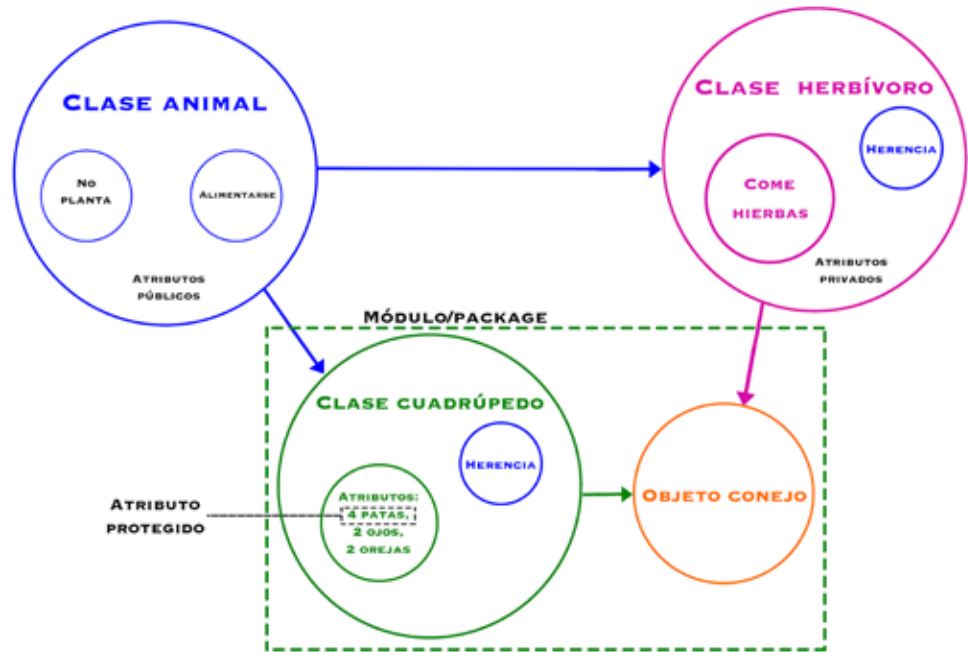 Clase animal
No
planta
Alimentarse
Atributos
públicos
Clase herbívoro
Herencia
Come
hierbas
Atributos
privados
Módulo/package
Clase cuadrúpedo
Herencia
Atributos:
4 patas,
2 ojos,
2 orejas
Atributo
protegido
Objeto conejo